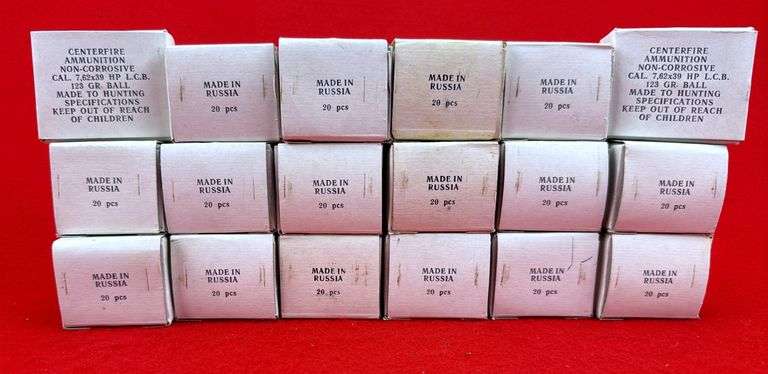 CENTERFIRE
AMMUNITION
NON-CORROSIVE
CAL. 7,62x39 HP L.C.B.
123 GR. BALL
MADE TO HUNTING
SPECIFICATIONS
KEEP OUT OF REACH
OF CHILDREN
MADE IN
RUSSIA
20 pcs
MADE IN
RUSSIA
20 pcs
MADE IN
RUSSIA
20 pcs
MADE IN
RUSSIA
20 pcs
CENTERFIRE
AMMUNITION
NON-CORROSIVE
CAL. 7,62x39 HP L.C.B.
123 GR. BALL
MADE TO HUNTING
SPECIFICATIONS
KEEP OUT OF REACH
OF CHILDREN
MADE IN
RUSSIA
20 pcs
MADE IN
RUSSIA
20 pcs
MADE IN
RUSSIA
20 pcs
MADE IN
RUSSIA
20 pcs
MADE IN
RUSSIA
20 pcs
MADE IN
RUSSIA
20 pcs
MADE IN
RUSSIA
20 pcs
MADE IN
RUSSIA
20 pcs
MADE IN
RUSSIA
20 pcs
MADE IN
RUSSIA
20 pcs
MADE IN
RUSSIA
20 pcs
MADE IN
RUSSIA
20 pcs